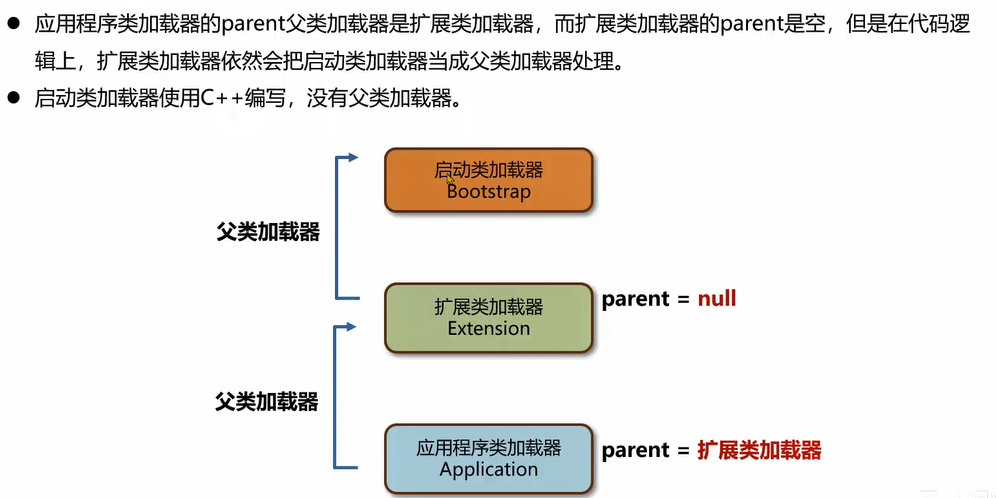 ● 应用程序类加载器的parent父类加载器是扩展类加载器，而扩展类加载器的parent是空，但是在代码逻
辑上，扩展类加载器依然会把启动类加载器当成父类加载器处理。
● 启动类加载器使用C++编写，没有父类加载器。
启动类加载器
Bootstrap
父类加载器
扩展类加载器
Extension
parent = null
父类加载器
应用程序类加载器
Application
parent = 扩展类加载器